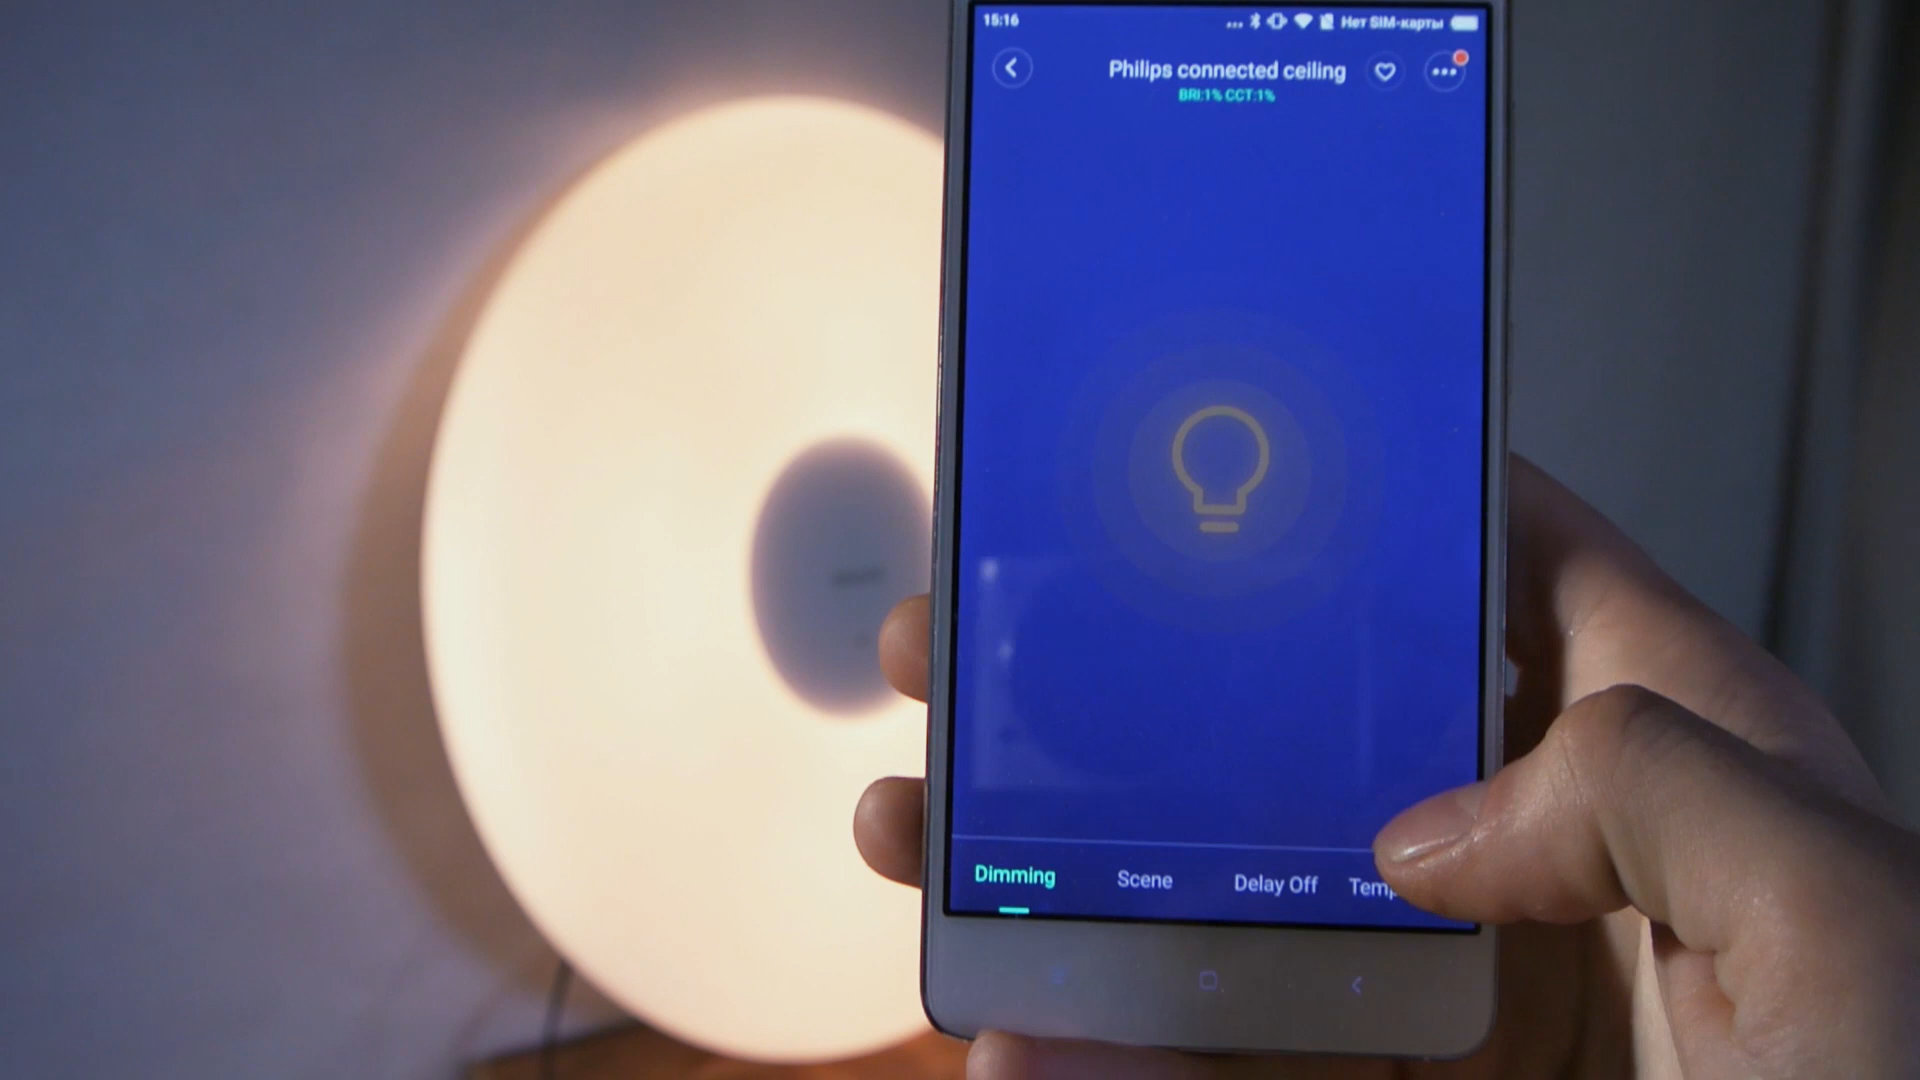 15:16 ... Нет SIM-карты
Philips connected ceiling
BRI:1% CCT:1%
Dimming Scene Delay Off Temp